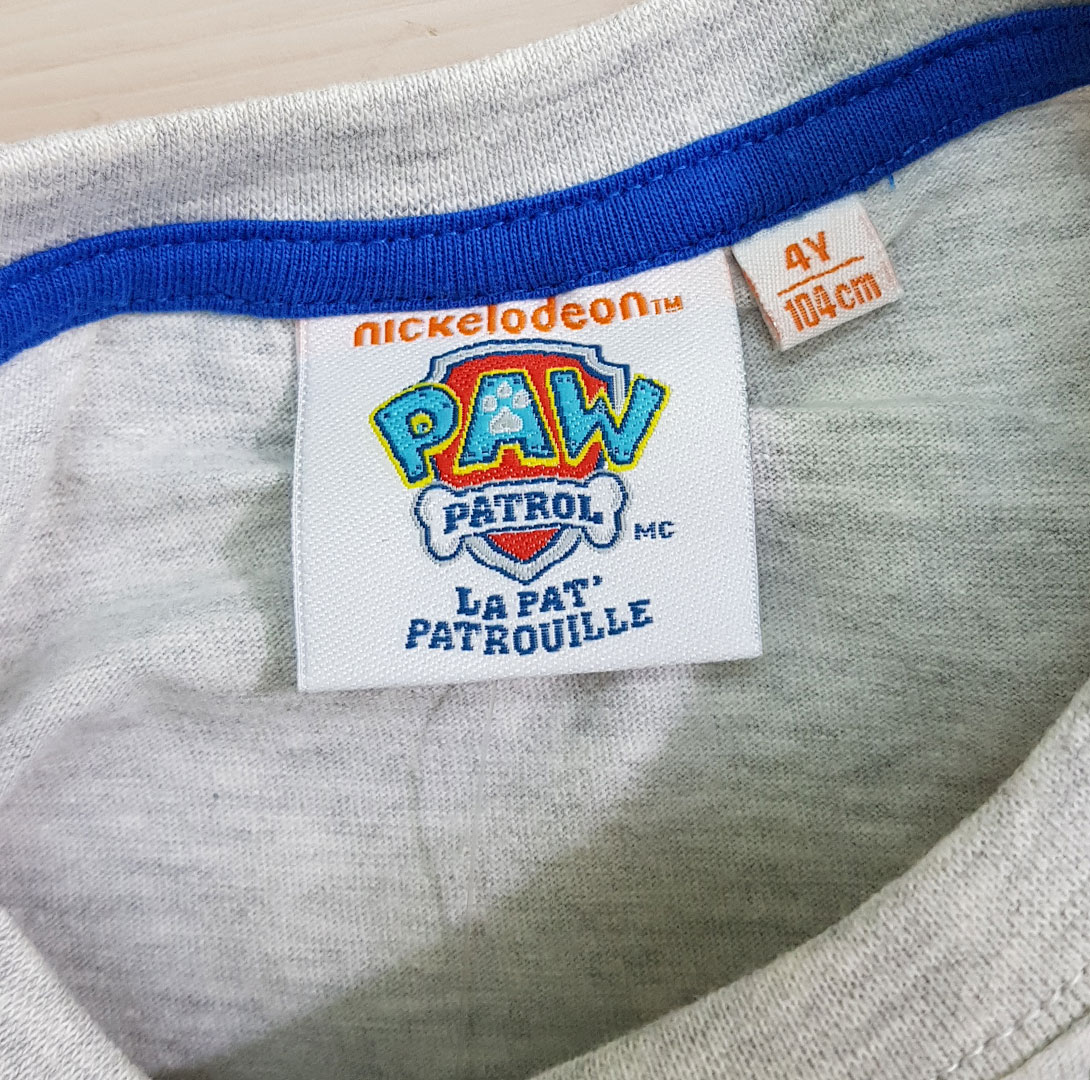 nickelodeon™
PAW
PATROL
MC
LA PAT'
PATROUILLE
4Y
104cm